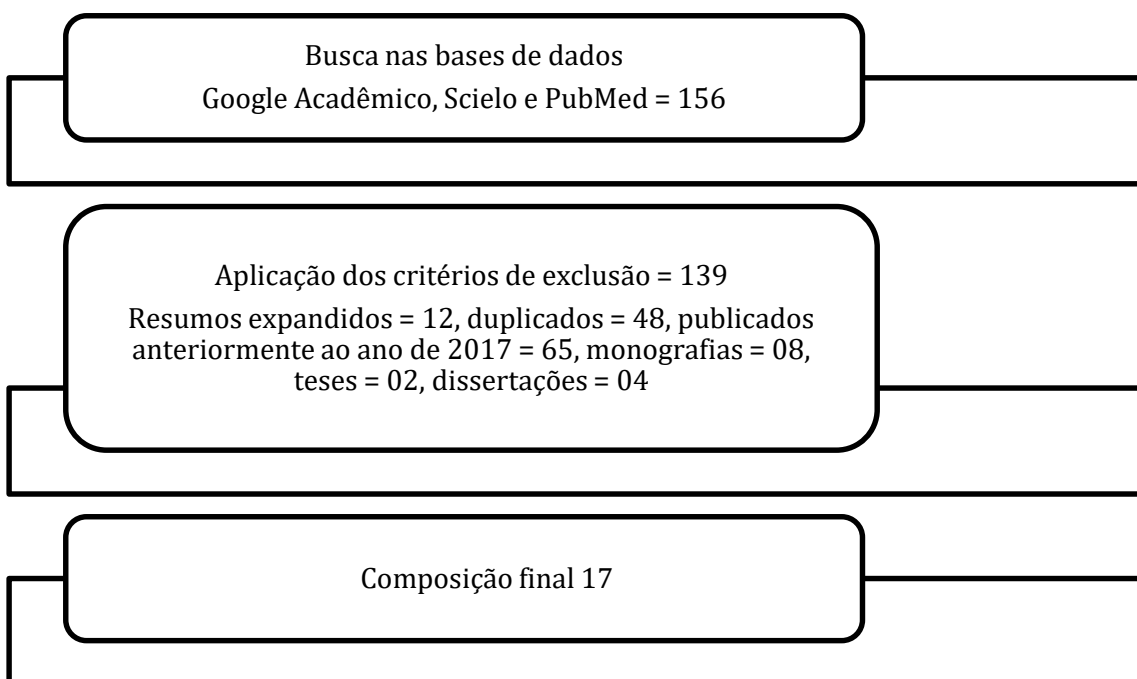 Busca nas bases de dados
Google Acadêmico, Scielo e PubMed = 156
Aplicação dos critérios de exclusão = 139
Resumos expandidos = 12, duplicados = 48, publicados
anteriormente ao ano de 2017 = 65, monografias = 08,
teses = 02, dissertações = 04
Composição final 17